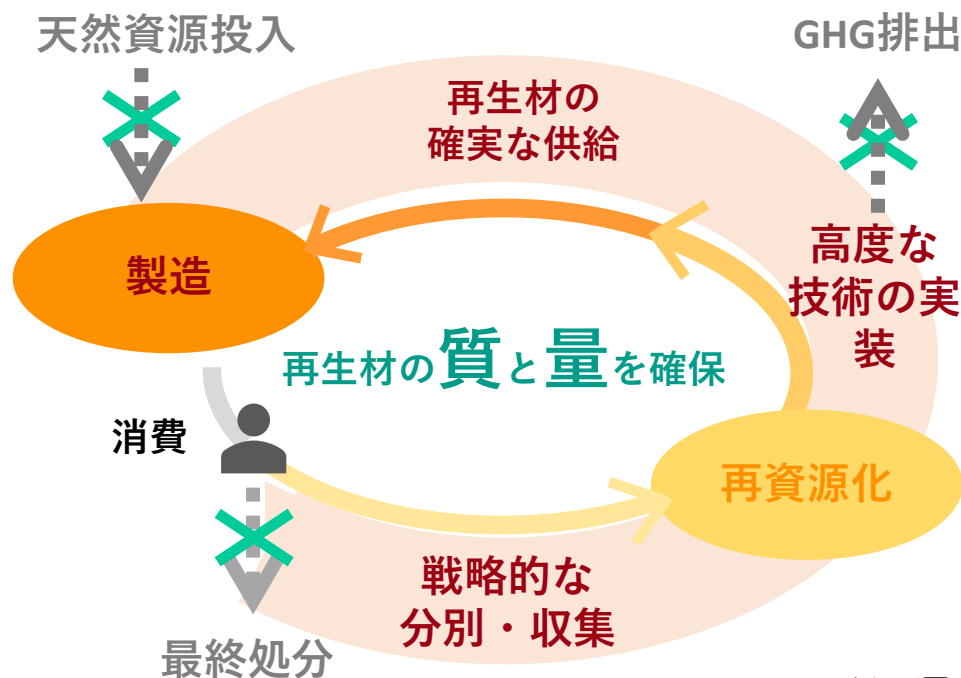 天然資源投入
GHG排出
再生材の
確実な供給
製造
高度な
技術の実
装
再生材の質と量を確保
消費
再資源化
戦略的な
分別・収集
最終処分